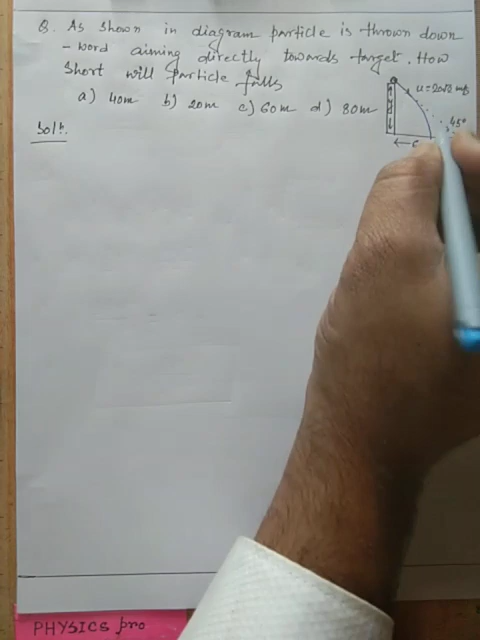 Q. As shown in diagram particle is thrown down
-word aiming directly towards target. How
short will particle falls
a) 40m b) 20m c) 60m d) 80m
u=20√2 m/s
45°
Solⁿ.
PHYSICS pro